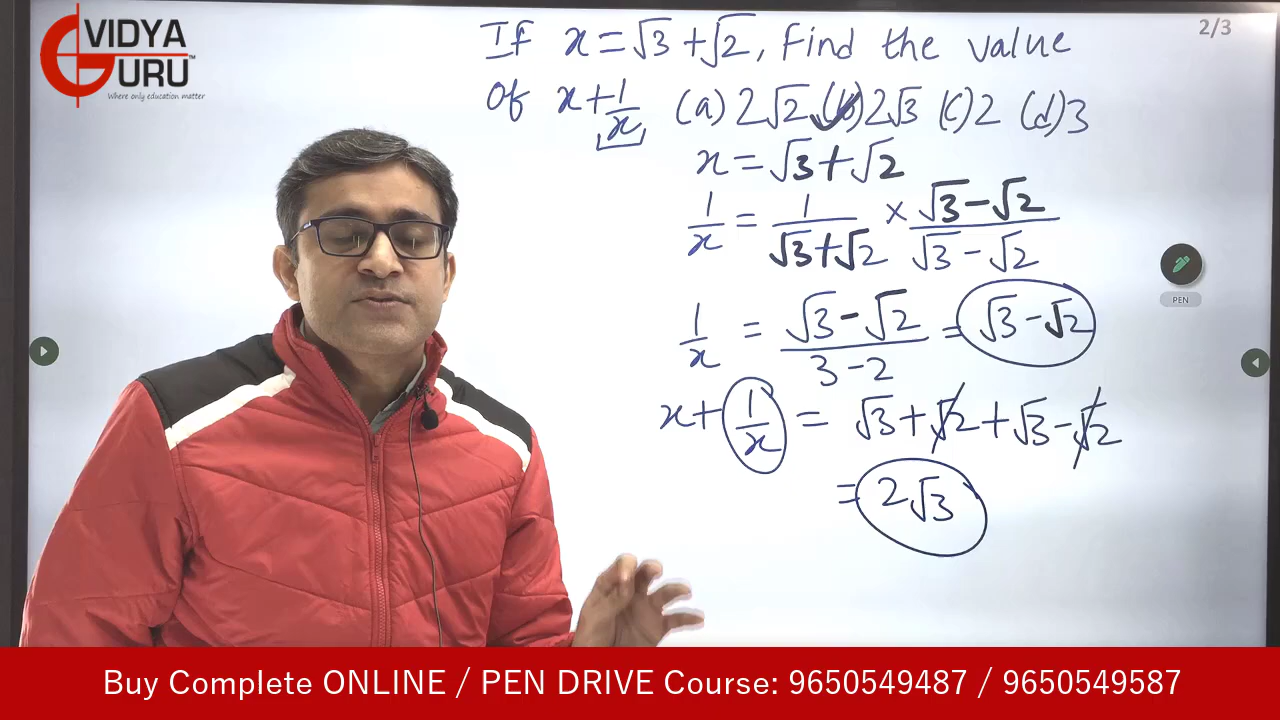 VIDYA
GURU™
Where only education matter
2/3
If x = √3 + √2, Find the value
Of x + 1/x (a) 2√2 (b) 2√3 (c) 2 (d) 3
x = √3 + √2
1/x = 1/(√3+√2) × (√3-√2)/(√3-√2)
1/x = (√3-√2)/(3-2) = √3-√2
x + 1/x = √3 + √2 + √3 - √2
= 2√3
PEN
Buy Complete ONLINE / PEN DRIVE Course: 9650549487 / 9650549587